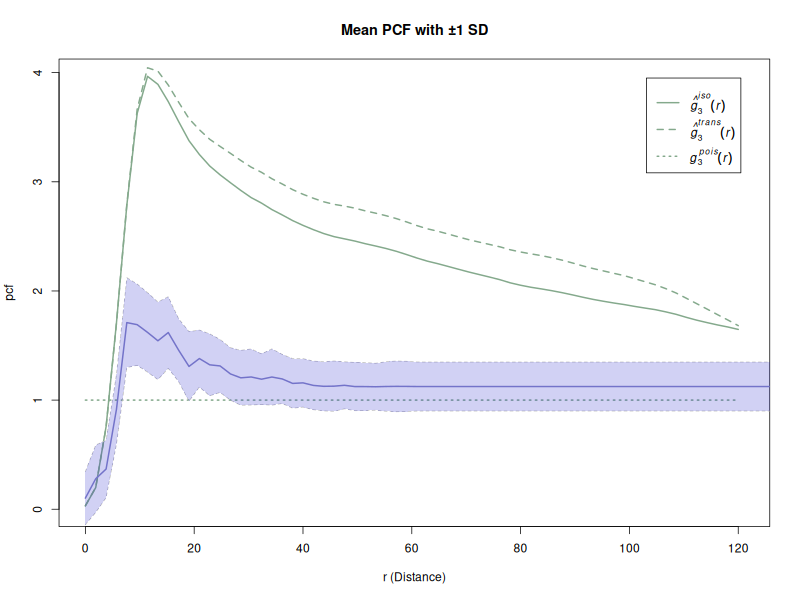 Mean PCF with ±1 SD
pcf
4
3
2
1
0
0 20 40 60 80 100 120
r (Distance)
ĝ₃ⁱˢᵒ(r)
ĝ₃ᵗʳᵃⁿˢ(r)
g₃ᵖᵒⁱˢ(r)